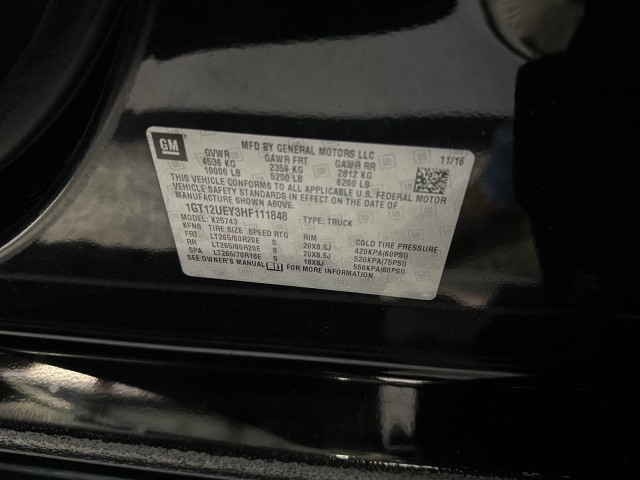 GM
MFD BY GENERAL MOTORS LLC 11/16
GVWR GAWR FRT GAWR RR
4536 KG 2359 KG 2812 KG
10000 LB 5200 LB 6200 LB
THIS VEHICLE CONFORMS TO ALL APPLICABLE U.S. FEDERAL MOTOR
VEHICLE SAFETY STANDARDS IN EFFECT ON THE DATE OF
MANUFACTURE SHOWN ABOVE.
1GT12UEY3HF111848 TYPE: TRUCK
MODEL: K25743
KFN8 TIRE SIZE SPEED RTG RIM COLD TIRE PRESSURE
FRT LT265/60R20E S 20X8.5J 420KPA(60PSI)
RR LT265/60R20E S 20X8.5J 520KPA(75PSI)
SPA LT265/70R18E S 18X8J 550KPA(80PSI)
SEE OWNER'S MANUAL FOR MORE INFORMATION.